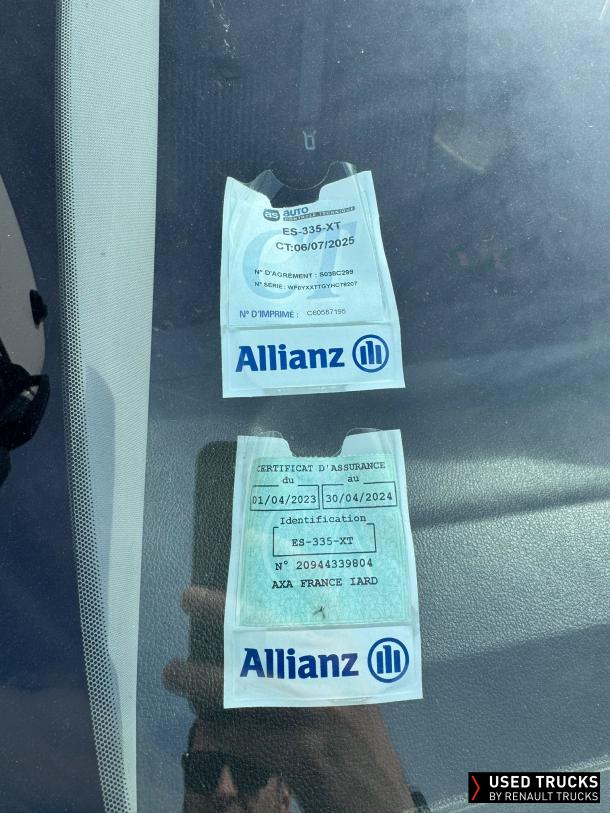 as AUTO
CONTRÔLE TECHNIQUE
ES-335-XT
CT:06/07/2025
N° D'AGRÉMENT : S038C299
N° SÉRIE : WF0YXXTTGYHC76207
N° D'IMPRIMÉ : C60587195
Allianz
CERTIFICAT D'ASSURANCE
du au
01/04/2023 30/04/2024
Identification
ES-335-XT
N° 20944339804
AXA FRANCE IARD
Allianz
USED TRUCKS
BY RENAULT TRUCKS